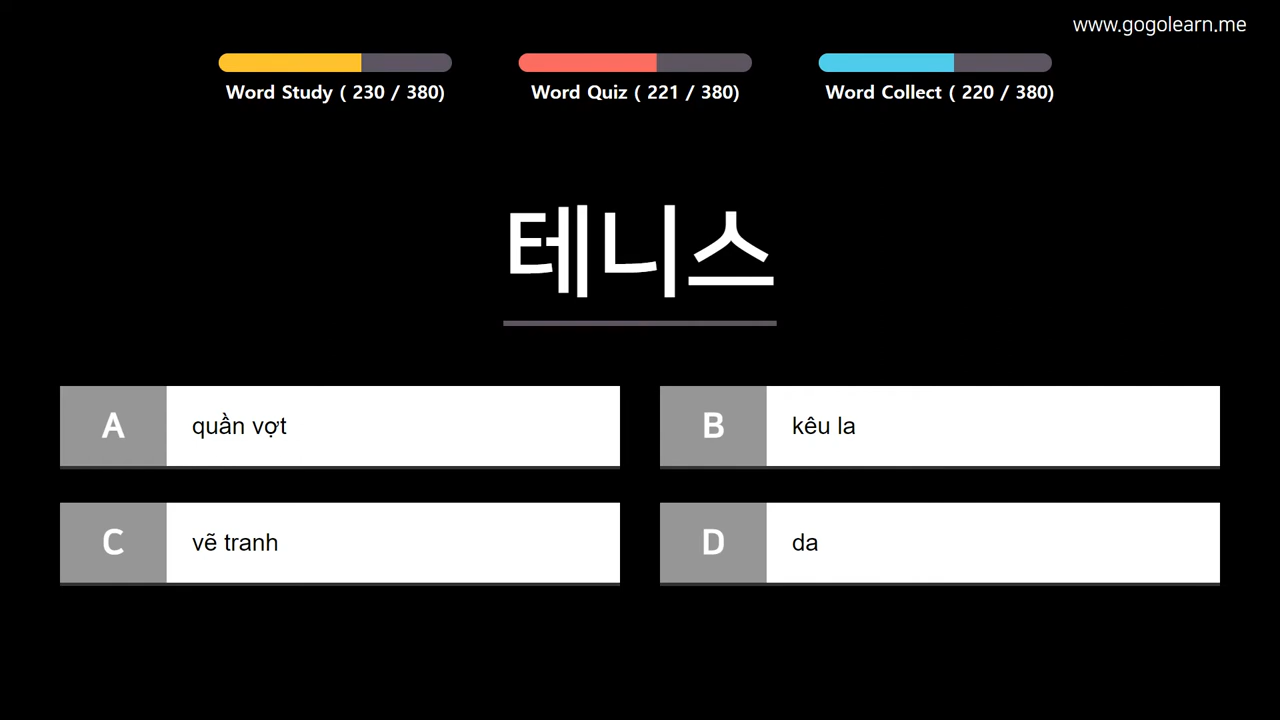 www.gogolearn.me
Word Study ( 230 / 380)
Word Quiz ( 221 / 380)
Word Collect ( 220 / 380)
테니스
A quần vợt
B kêu la
C vẽ tranh
D da